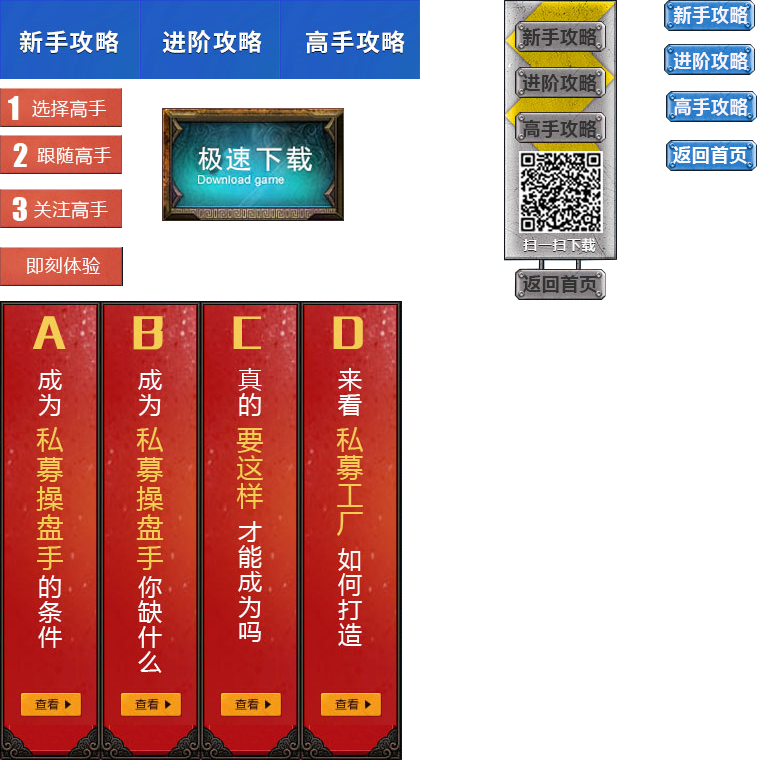 新手攻略 进阶攻略 高手攻略
1 选择高手
2 跟随高手
3 关注高手
即刻体验
极速下载
Download game
新手攻略
进阶攻略
高手攻略
扫一扫下载
返回首页
新手攻略
进阶攻略
高手攻略
返回首页
A
成为私募操盘手的条件
查看
B
成为私募操盘手你缺什么
查看
C
真的要这样才能成为吗
查看
D
来看私募工厂如何打造
查看